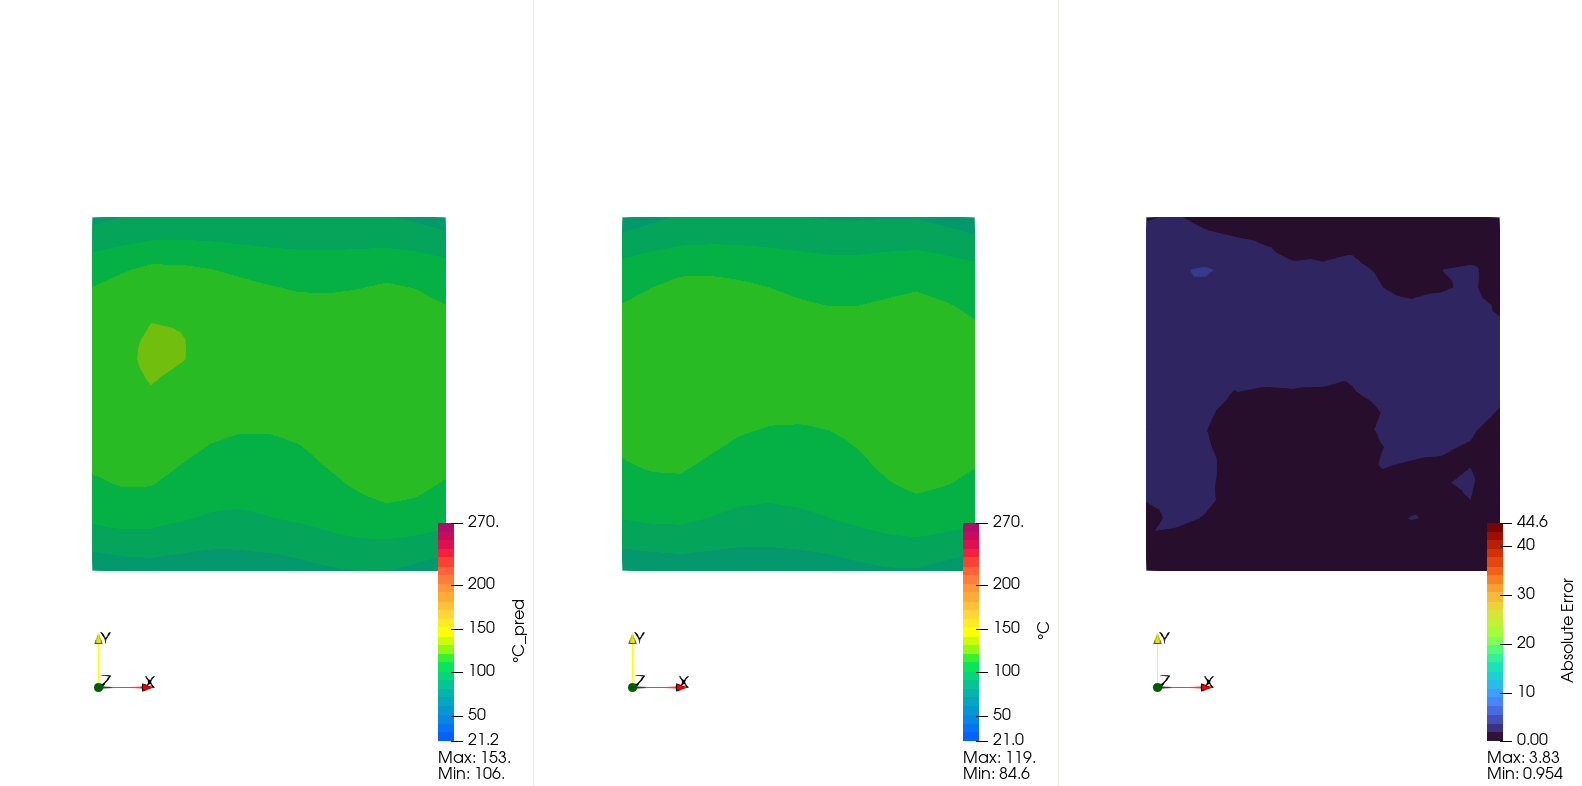 270.
200
150
100
50
21.2
°C_pred
Max: 153.
Min: 106.
Y
Z
X
270.
200
150
100
50
21.0
°C
Max: 119.
Min: 84.6
Y
Z
X
44.6
40
30
20
10
0.00
Absolute Error
Max: 3.83
Min: 0.954
Y
Z
X